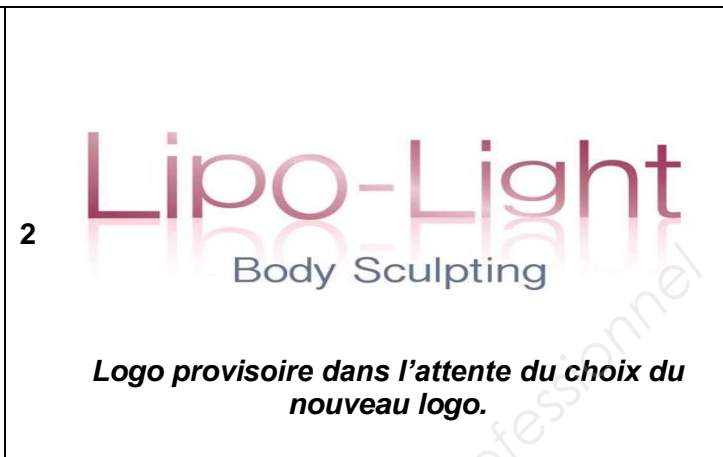 2
Lipo-Light
Body Sculpting
Logo provisoire dans l’attente du choix du
nouveau logo.